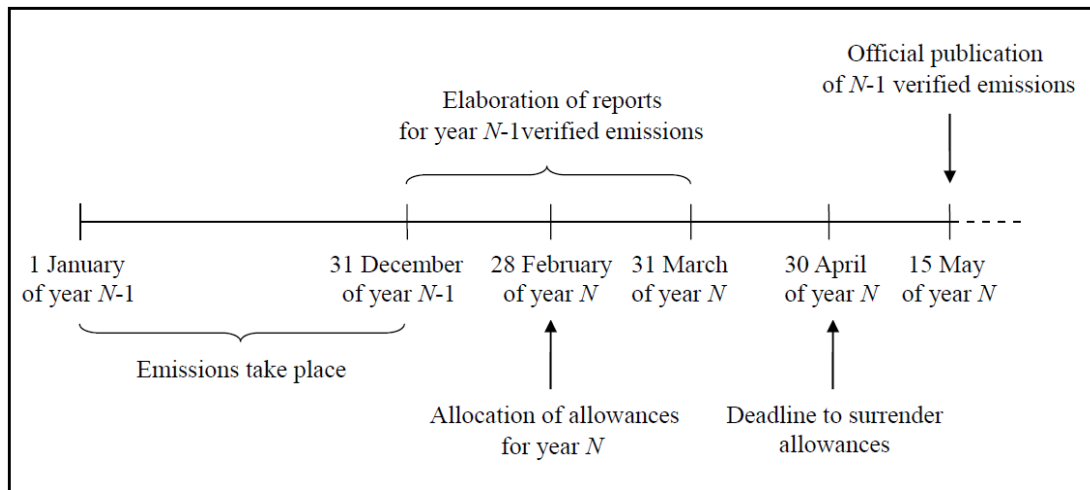 Official publication
of N-1 verified emissions
Elaboration of reports
for year N-1verified emissions
1 January
of year N-1
31 December
of year N-1
28 February
of year N
31 March
of year N
30 April
of year N
15 May
of year N
Emissions take place
Allocation of allowances
for year N
Deadline to surrender
allowances